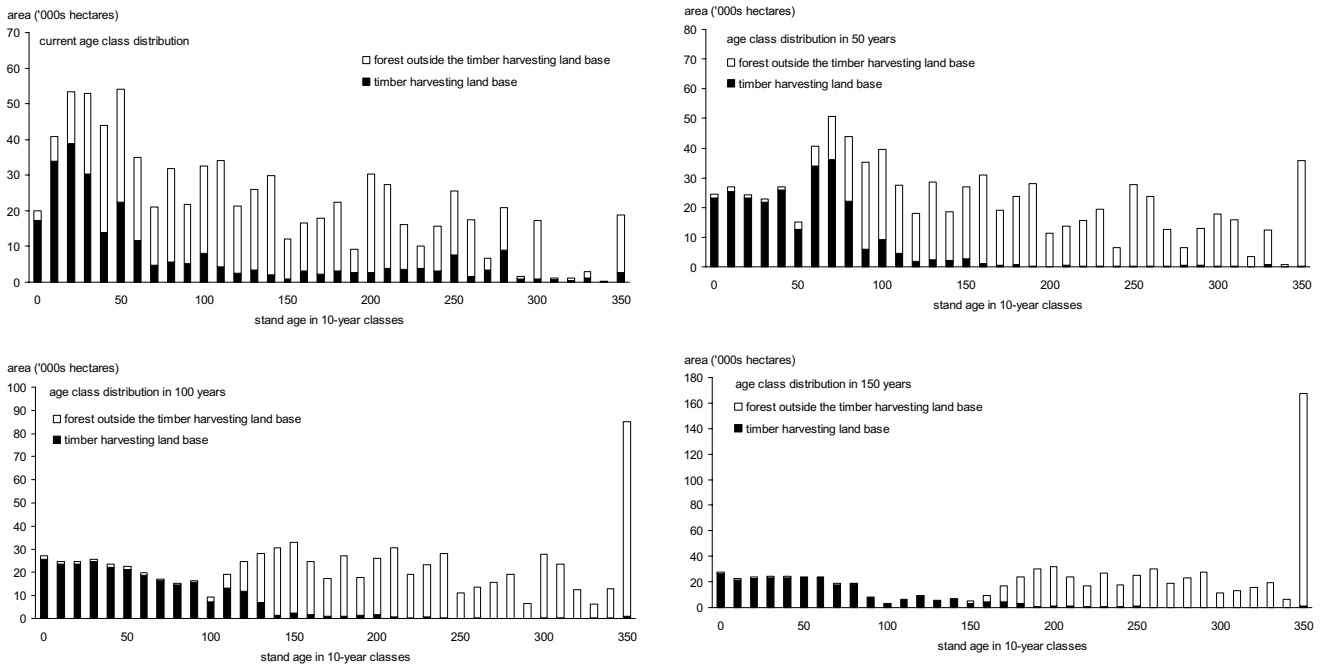 area ('000s hectares)
70
60
50
40
30
20
10
0
current age class distribution
forest outside the timber harvesting land base
timber harvesting land base
0 50 100 150 200 250 300 350
stand age in 10-year classes
area ('000s hectares)
80
70
60
50
40
30
20
10
0
age class distribution in 50 years
forest outside the timber harvesting land base
timber harvesting land base
0 50 100 150 200 250 300 350
stand age in 10-year classes
area ('000s hectares)
100
90
80
70
60
50
40
30
20
10
0
age class distribution in 100 years
forest outside the timber harvesting land base
timber harvesting land base
0 50 100 150 200 250 300 350
stand age in 10-year classes
area ('000s hectares)
180
160
140
120
100
80
60
40
20
0
age class distribution in 150 years
forest outside the timber harvesting land base
timber harvesting land base
0 50 100 150 200 250 300 350
stand age in 10-year classes